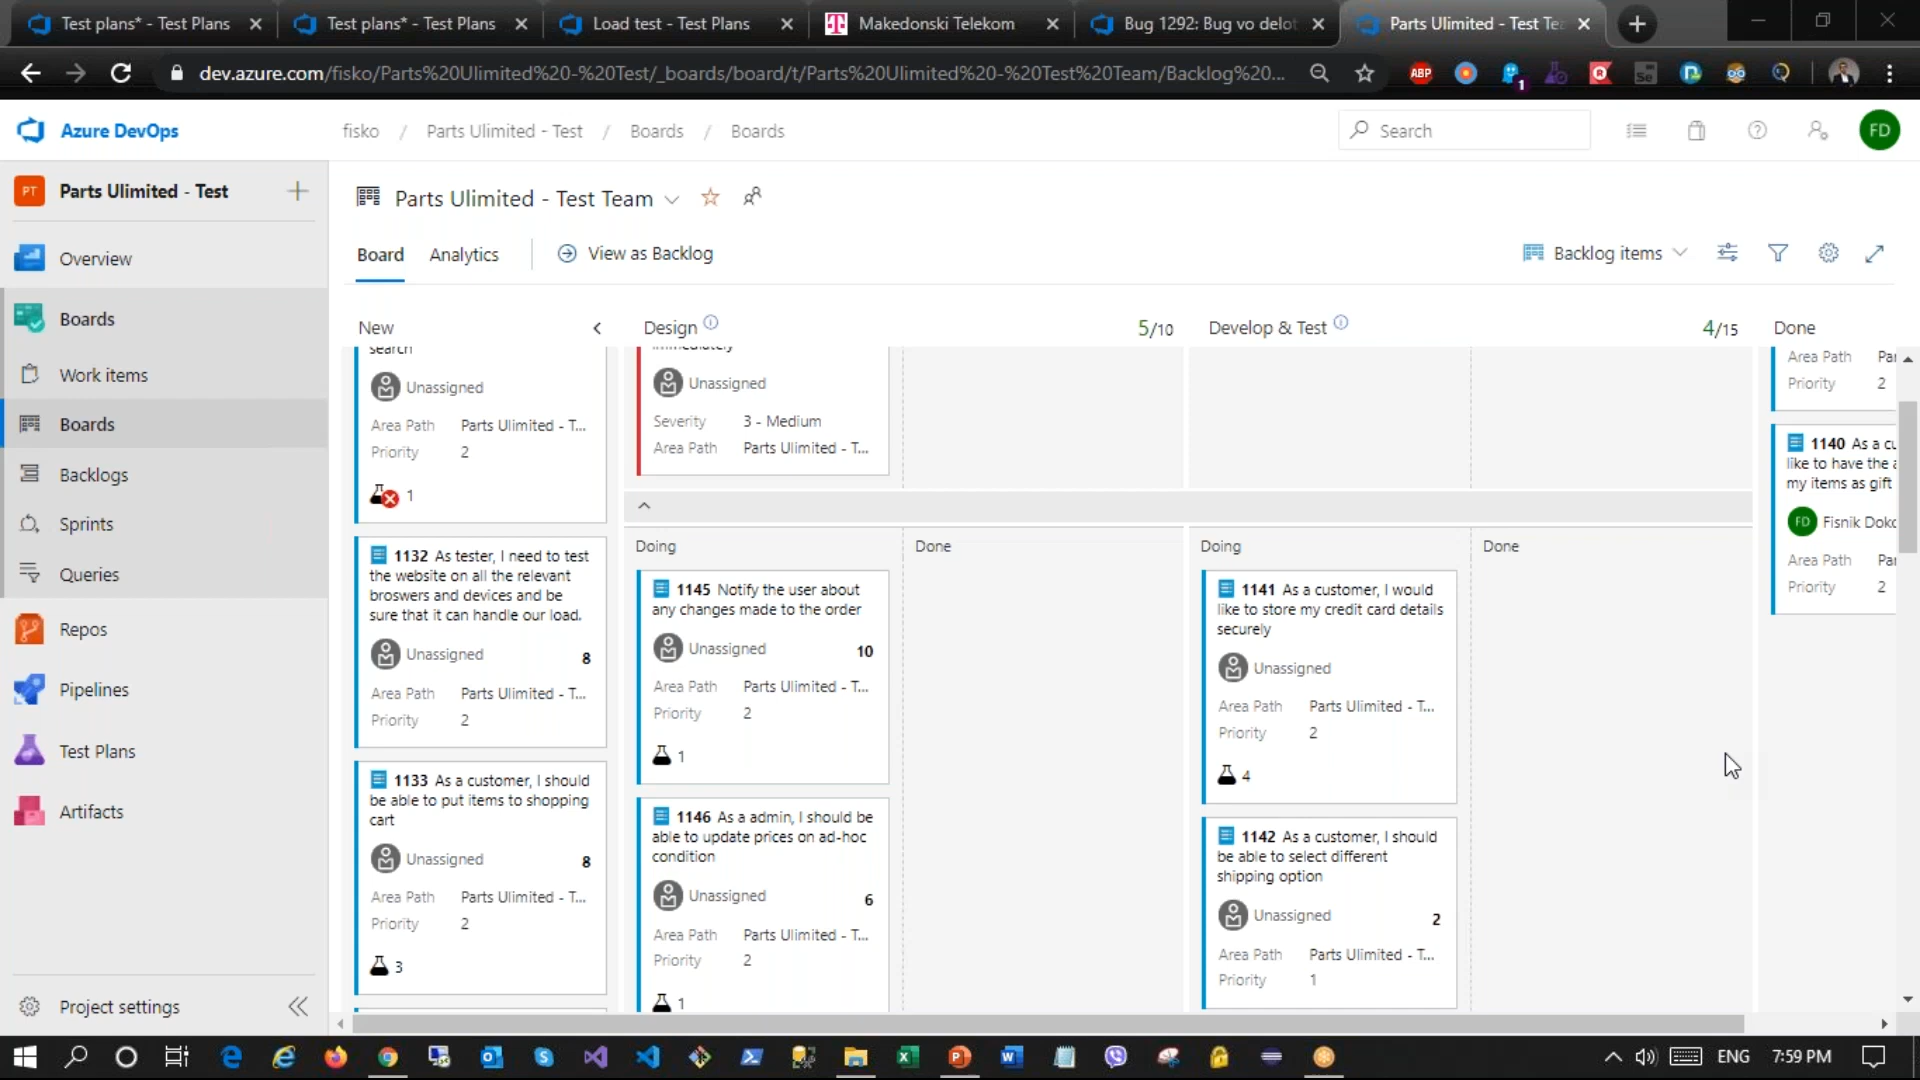 Test plans* - Test Plans
Test plans* - Test Plans
Load test - Test Plans
Makedonski Telekom
Bug 1292: Bug vo delot
Parts Ulimited - Test Te
dev.azure.com/fisko/Parts%20Ulimited%20-%20Test/_boards/board/t/Parts%20Ulimited%20-%20Test%20Team/Backlog%20...
ABP
1
Se
Azure DevOps
fisko / Parts Ulimited - Test / Boards / Boards
Search
FD
PT
Parts Ulimited - Test
Parts Ulimited - Test Team
Overview
Board
Analytics
View as Backlog
Backlog items
Boards
Work items
Boards
Backlogs
Sprints
Queries
Repos
Pipelines
Test Plans
Artifacts
Project settings
New
search
Unassigned
Area Path Parts Ulimited - T...
Priority 2
1
1132 As tester, I need to test
the website on all the relevant
broswers and devices and be
sure that it can handle our load.
Unassigned 8
Area Path Parts Ulimited - T...
Priority 2
1133 As a customer, I should
be able to put items to shopping
cart
Unassigned 8
Area Path Parts Ulimited - T...
Priority 2
3
Design 5/10
immediately
Unassigned
Severity 3 - Medium
Area Path Parts Ulimited - T...
Doing
Done
1145 Notify the user about
any changes made to the order
Unassigned 10
Area Path Parts Ulimited - T...
Priority 2
1
1146 As a admin, I should be
able to update prices on ad-hoc
condition
Unassigned 6
Area Path Parts Ulimited - T...
Priority 2
1
Develop & Test 4/15
Doing
Done
1141 As a customer, I would
like to store my credit card details
securely
Unassigned
Area Path Parts Ulimited - T...
Priority 2
4
1142 As a customer, I should
be able to select different
shipping option
Unassigned 2
Area Path Parts Ulimited - T...
Priority 1
Done
Area Path Pa
Priority 2
1140 As a cu
like to have the a
my items as gift
FD Fisnik Doko
Area Path Pa
Priority 2
ENG
7:59 PM